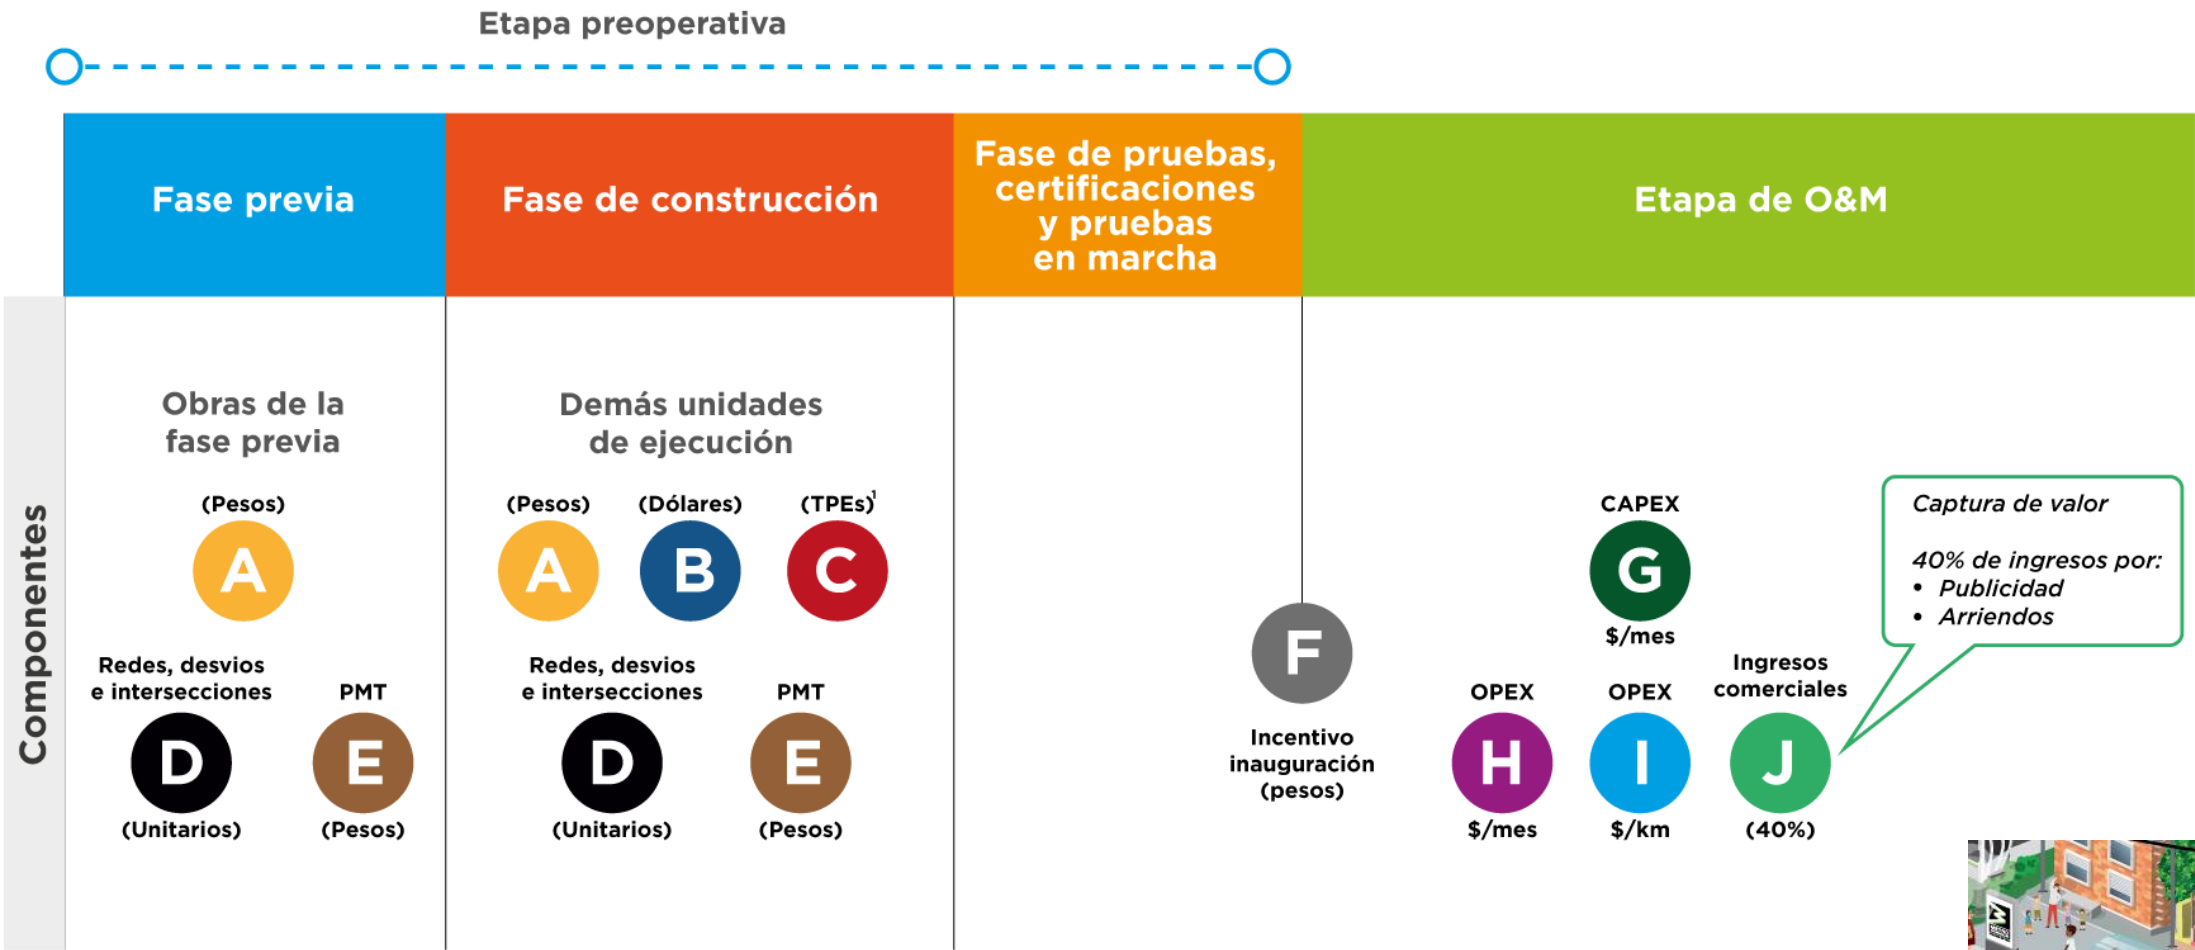 Etapa preoperativa
Fase previa
Fase de construcción
Fase de pruebas,
certificaciones
y pruebas
en marcha
Etapa de O&M
Componentes
Obras de la
fase previa
(Pesos)
A
Redes, desvios
e intersecciones
D
(Unitarios)
PMT
E
(Pesos)
Demás unidades
de ejecución
(Pesos)
A
(Dólares)
B
(TPEs)¹
C
Redes, desvios
e intersecciones
D
(Unitarios)
PMT
E
(Pesos)
F
Incentivo
inauguración
(pesos)
CAPEX
G
$/mes
OPEX
H
$/mes
OPEX
I
$/km
Ingresos
comerciales
J
(40%)
Captura de valor
40% de ingresos por:
• Publicidad
• Arriendos